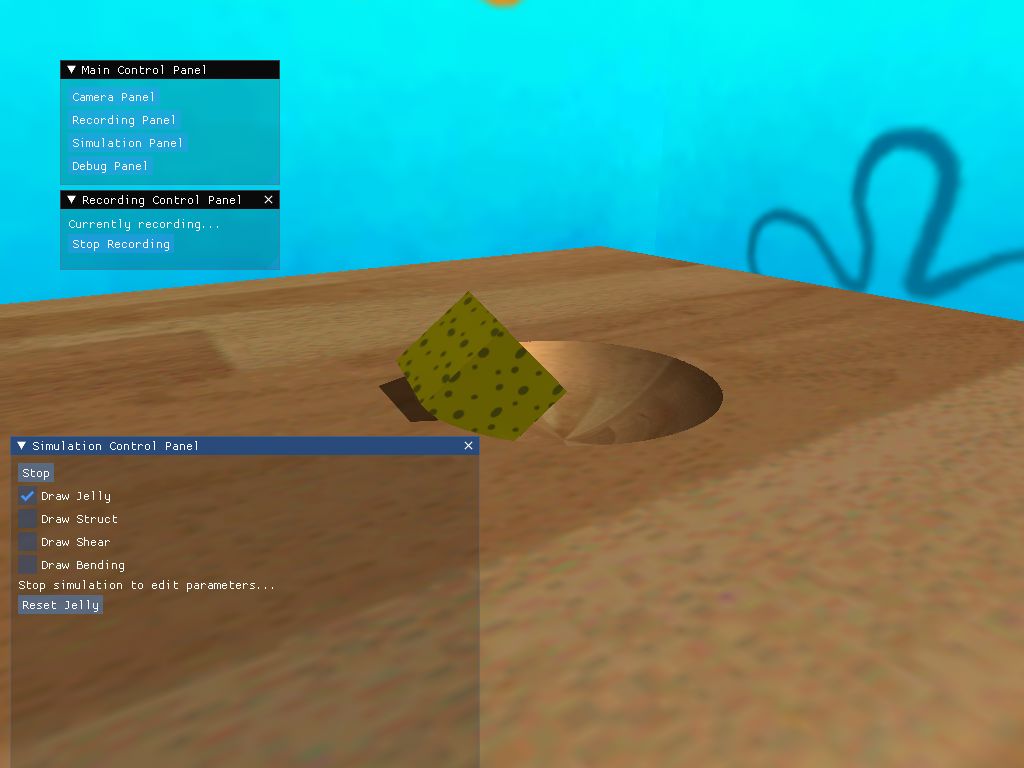 Main Control Panel
Camera Panel
Recording Panel
Simulation Panel
Debug Panel
Recording Control Panel
Currently recording...
Stop Recording
Simulation Control Panel
Stop
Draw Jelly
Draw Struct
Draw Shear
Draw Bending
Stop simulation to edit parameters...
Reset Jelly